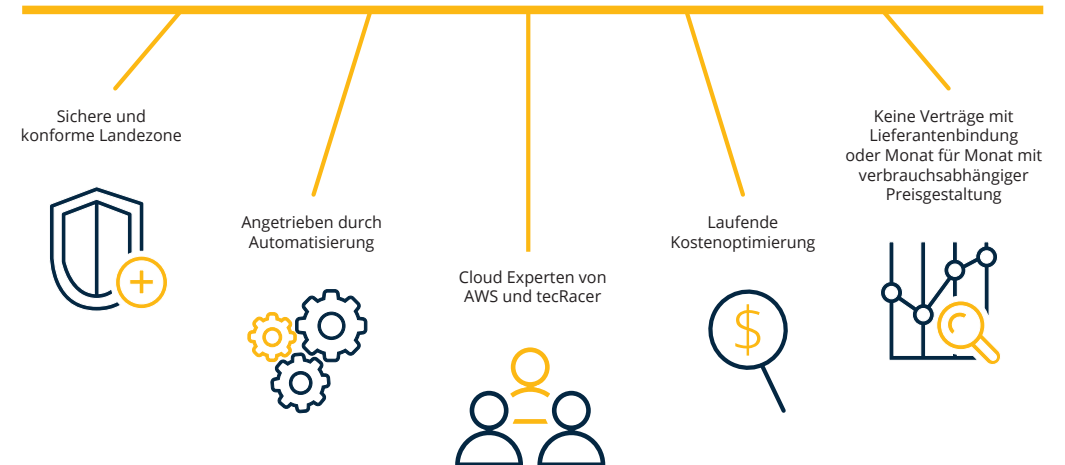 Sichere und
konforme Landezone
Angetrieben durch
Automatisierung
Cloud Experten von
AWS und tecRacer
Laufende
Kostenoptimierung
$
Keine Verträge mit
Lieferantenbindung
oder Monat für Monat mit
verbrauchsabhängiger
Preisgestaltung